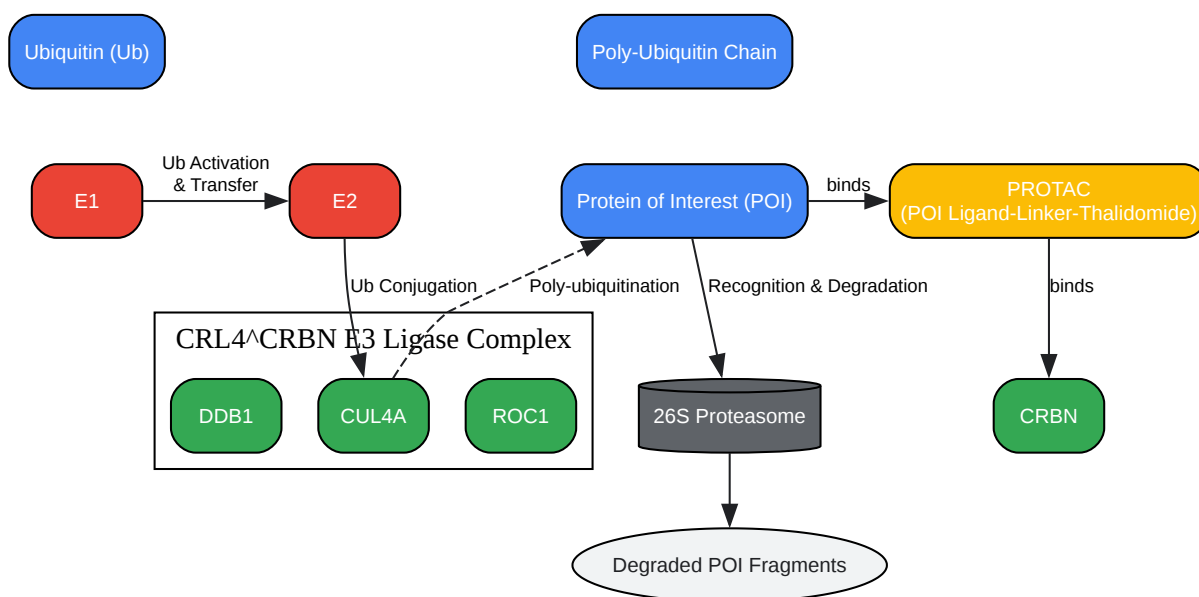 Ubiquitin (Ub)
Poly-Ubiquitin Chain
E1
Ub Activation
& Transfer
E2
Protein of Interest (POI)
binds
PROTAC
(POI Ligand-Linker-Thalidomide)
Ub Conjugation
Poly-ubiquitination
Recognition & Degradation
binds
CRL4^CRBN E3 Ligase Complex
DDB1
CUL4A
ROC1
26S Proteasome
CRBN
Degraded POI Fragments